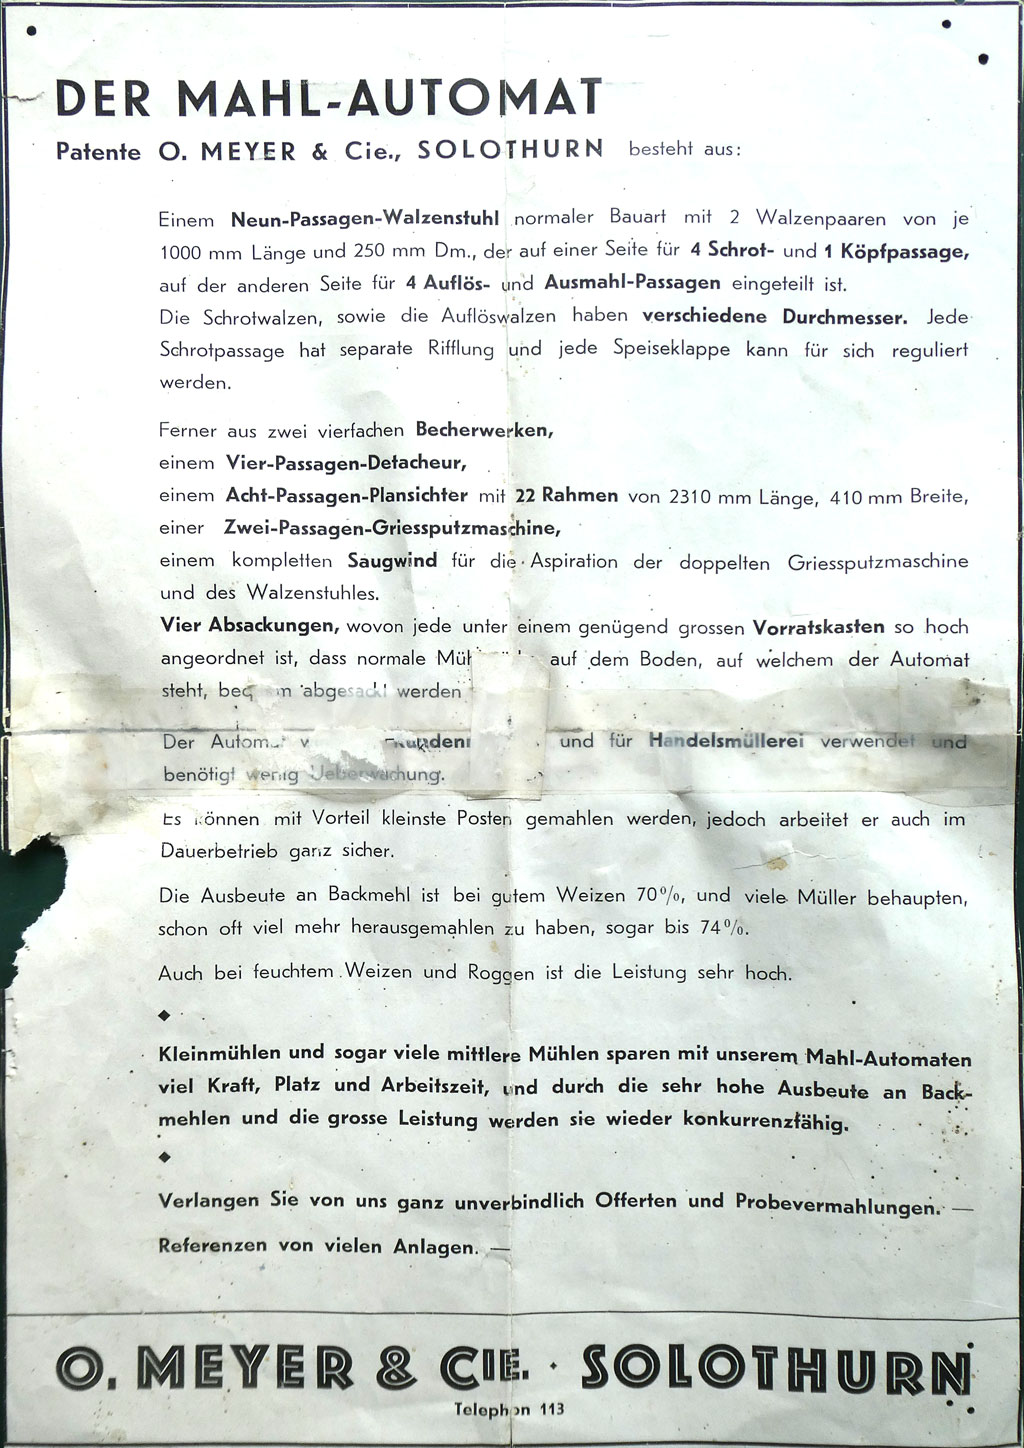 DER MAHL-AUTOMAT
Patente O. MEYER & Cie., SOLOTHURN besteht aus:
Einem Neun-Passagen-Walzenstuhl normaler Bauart mit 2 Walzenpaaren von je
1000 mm Länge und 250 mm Dm., der auf einer Seite für 4 Schrot- und 1 Köpfpassage,
auf der anderen Seite für 4 Auflös- und Ausmahl-Passagen eingeteilt ist.
Die Schrotwalzen, sowie die Auflöswalzen haben verschiedene Durchmesser. Jede
Schrotpassage hat separate Rifflung und jede Speiseklappe kann für sich reguliert
werden.
Ferner aus zwei vierfachen Becherwerken,
einem Vier-Passagen-Detacheur,
einem Acht-Passagen-Plansichter mit 22 Rahmen von 2310 mm Länge, 410 mm Breite,
einer Zwei-Passagen-Griessputzmaschine,
einem kompletten Saugwind für die Aspiration der doppelten Griessputzmaschine
und des Walzenstuhles.
Vier Absackungen, wovon jede unter einem genügend grossen Vorratskasten so hoch
angeordnet ist, dass normale auf dem Boden, auf welchem der Automat
steht, bequem abgesackt werden
Der Automat und für Handelsmüllerei verwendet und
benötigt wenig Ueberwachung.
Es können mit Vorteil kleinste Posten gemahlen werden, jedoch arbeitet er auch im
Dauerbetrieb ganz sicher.
Die Ausbeute an Backmehl ist bei gutem Weizen 70%, und viele Müller behaupten,
schon oft viel mehr herausgemahlen zu haben, sogar bis 74%.
Auch bei feuchtem Weizen und Roggen ist die Leistung sehr hoch.
◆
Kleinmühlen und sogar viele mittlere Mühlen sparen mit unserem Mahl-Automaten
viel Kraft, Platz und Arbeitszeit, und durch die sehr hohe Ausbeute an Back-
mehlen und die grosse Leistung werden sie wieder konkurrenzfähig.
◆
Verlangen Sie von uns ganz unverbindlich Offerten und Probevermahlungen. —
Referenzen von vielen Anlagen. —
O. MEYER & CIE. · SOLOTHURN
Telephon 113